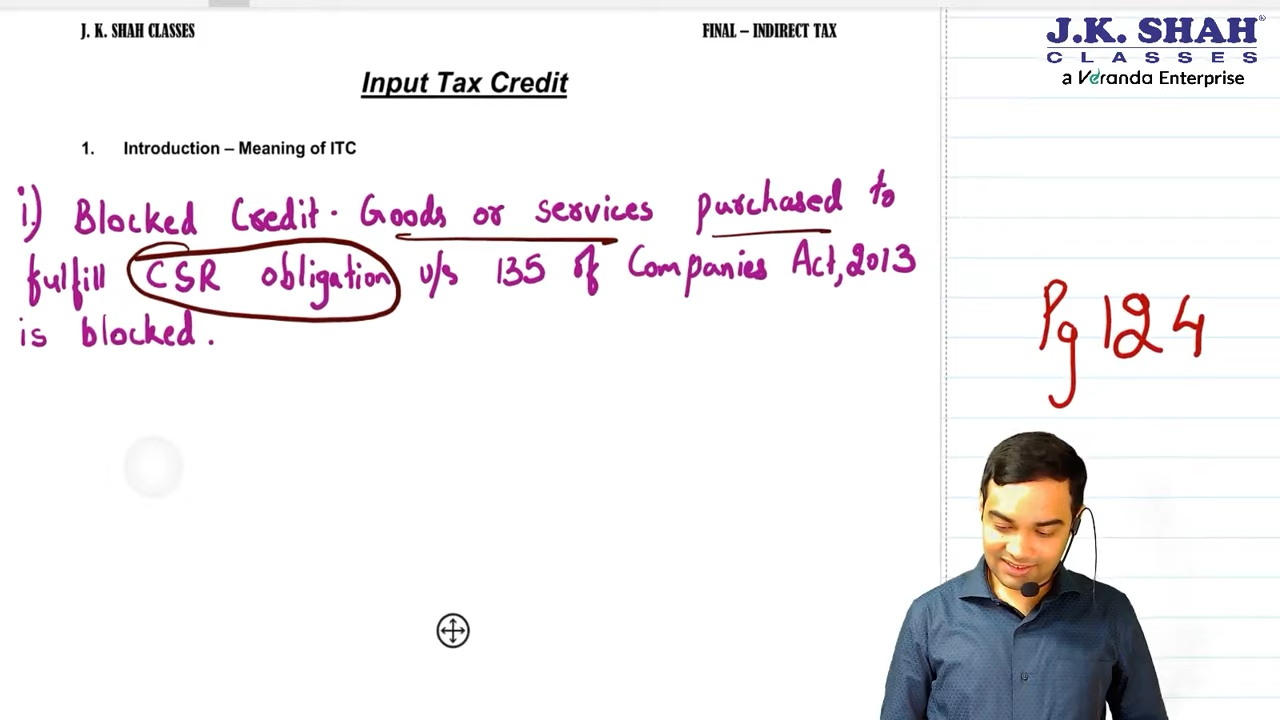 J. K. SHAH CLASSES
FINAL – INDIRECT TAX
J.K. SHAH®
CLASSES
a Veranda Enterprise
Input Tax Credit
1. Introduction – Meaning of ITC
i.) Blocked Credit. Goods or services purchased to
fulfill CSR obligation u/s 135 of Companies Act, 2013
is blocked.
Pg 124